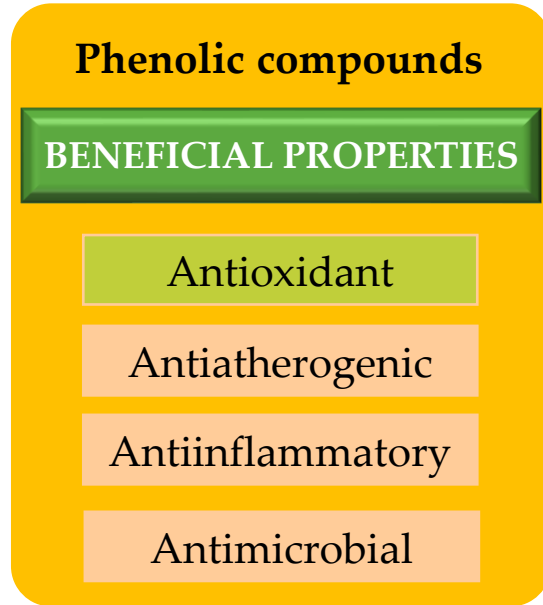 Phenolic compounds
BENEFICIAL PROPERTIES
Antioxidant
Antiatherogenic
Antiinflammatory
Antimicrobial